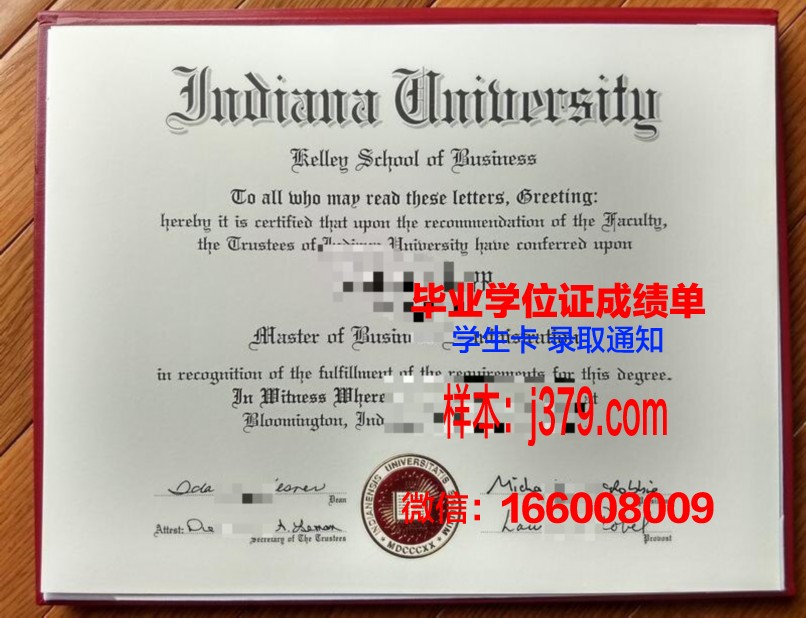 Indiana University
Kelley School of Business
To all who may read these letters, Greeting:
hereby it is certified that upon the recommendation of the Faculty,
the Trustees of Indiana University have conferred upon
毕业学位证成绩单
Master of
学生卡 录取通知
in recognition of the fulfillment of the requirements for this degree.
In Witness
样本: j379.com
Bloomington,
Dean
微信: 166008009
Attest:
Secretary of The Trustees
Provost
UNIVERSITATIS
INDIANENSIS
MDCCCXX